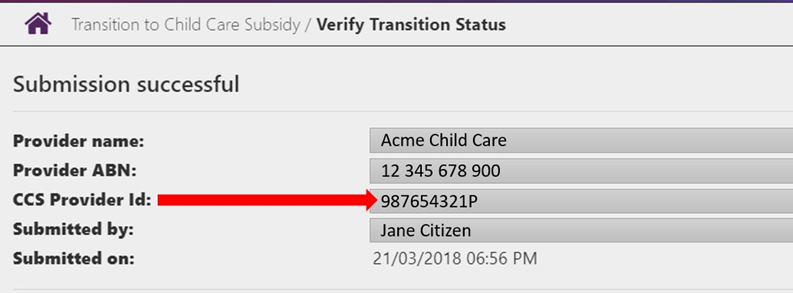 Transition to Child Care Subsidy / Verify Transition Status
Submission successful
Provider name: Acme Child Care
Provider ABN: 12 345 678 900
CCS Provider Id: 987654321P
Submitted by: Jane Citizen
Submitted on: 21/03/2018 06:56 PM